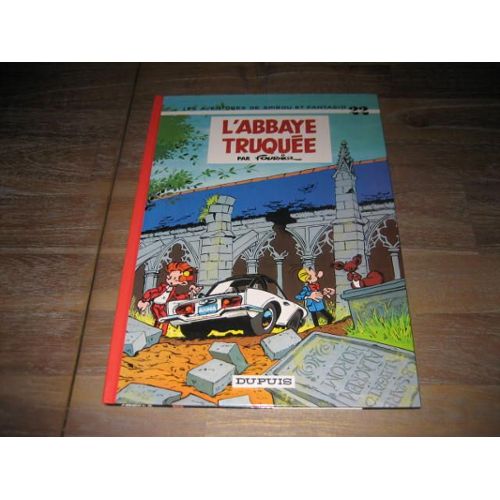 LES AVENTURES DE SPIROU ET FANTASIO 22
L'ABBAYE
TRUQUÉE
PAR FOURNIER
DUPUIS